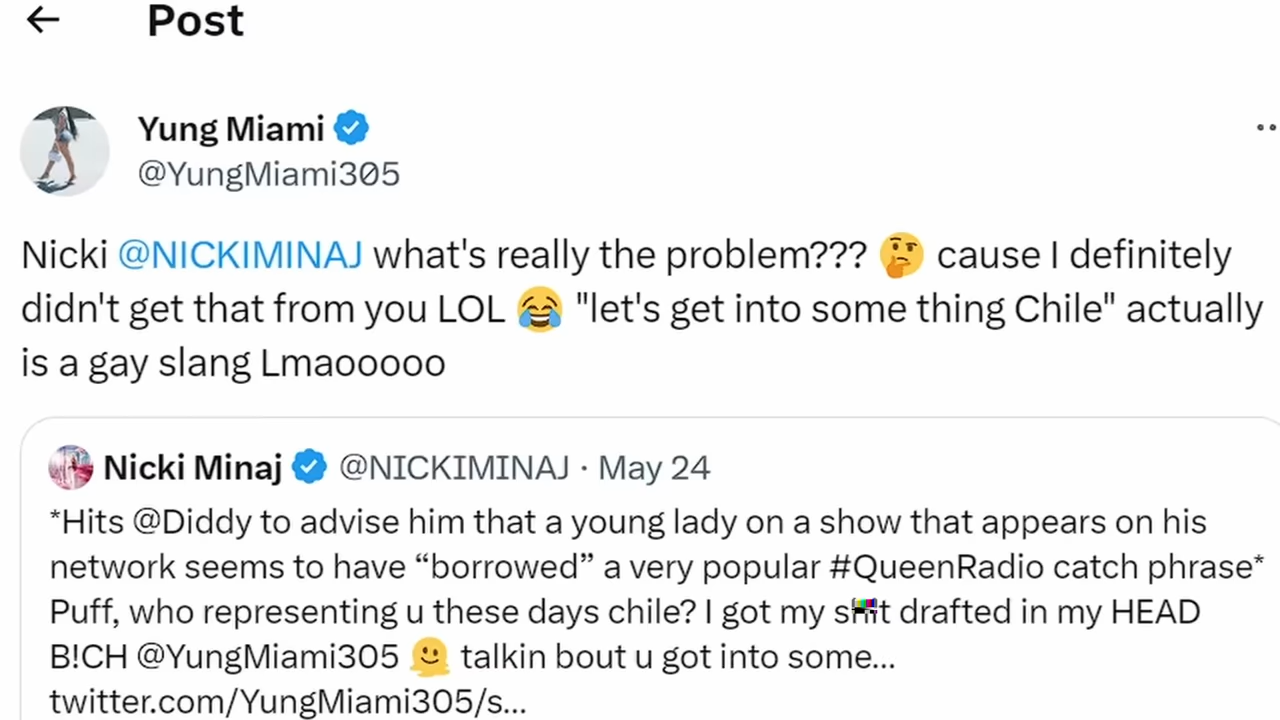 Post
Yung Miami
@YungMiami305
Nicki @NICKIMINAJ what's really the problem??? 🤔 cause I definitely
didn't get that from you LOL 😂 "let's get into some thing Chile" actually
is a gay slang Lmaooooo
Nicki Minaj @NICKIMINAJ · May 24
*Hits @Diddy to advise him that a young lady on a show that appears on his
network seems to have “borrowed” a very popular #QueenRadio catch phrase*
Puff, who representing u these days chile? I got my shit drafted in my HEAD
B!CH @YungMiami305 🫠 talkin bout u got into some...
twitter.com/YungMiami305/s...